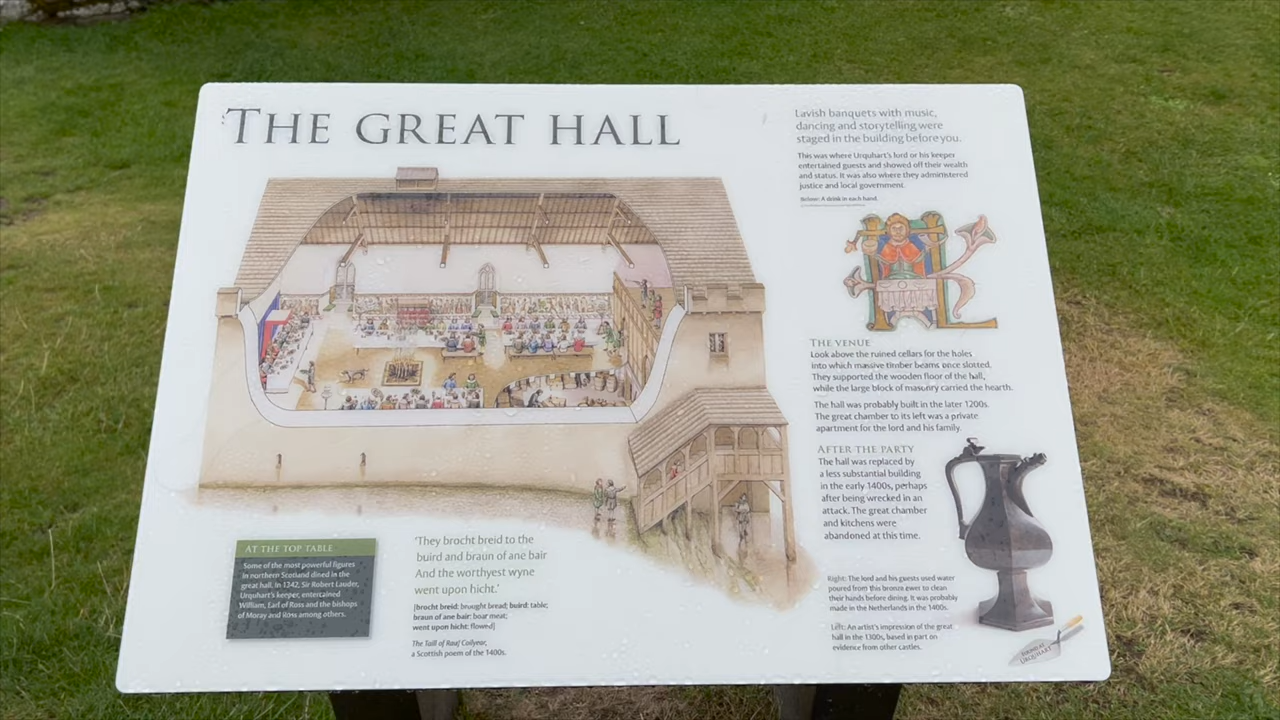 THE GREAT HALL
Lavish banquets with music,
dancing and storytelling were
staged in the building before you.
This was where Urquhart's lord or his keeper
entertained guests and showed off their wealth
and status. It was also where they administered
justice and local government.
Below: A drink in each hand.
THE VENUE
Look above the ruined cellars for the holes
into which massive timber beams once slotted.
They supported the wooden floor of the hall,
while the large block of masonry carried the hearth.
The hall was probably built in the later 1200s.
The great chamber to its left was a private
apartment for the lord and his family.
AFTER THE PARTY
The hall was replaced by
a less substantial building
in the early 1400s, perhaps
after being wrecked in an
attack. The great chamber
and kitchens were
abandoned at this time.
AT THE TOP TABLE
Some of the most powerful figures
in northern Scotland dined in the
great hall. In 1242, Sir Robert Lauder,
Urquhart's keeper, entertained
William, Earl of Ross and the bishops
of Moray and Ross among others.
'They brocht breid to the
buird and braun of ane bair
And the worthyest wyne
went upon hicht.'
[brocht breid: brought bread; buird: table;
braun of ane bair: boar meat;
went upon hicht: flowed]
The Taill of Rauf Coilyear,
a Scottish poem of the 1400s.
Right: The lord and his guests used water
poured from this bronze ewer to clean
their hands before dining. It was probably
made in the Netherlands in the 1400s.
Left: An artist's impression of the great
hall in the 1300s, based in part on
evidence from other castles.
FOUND AT
URQUHART